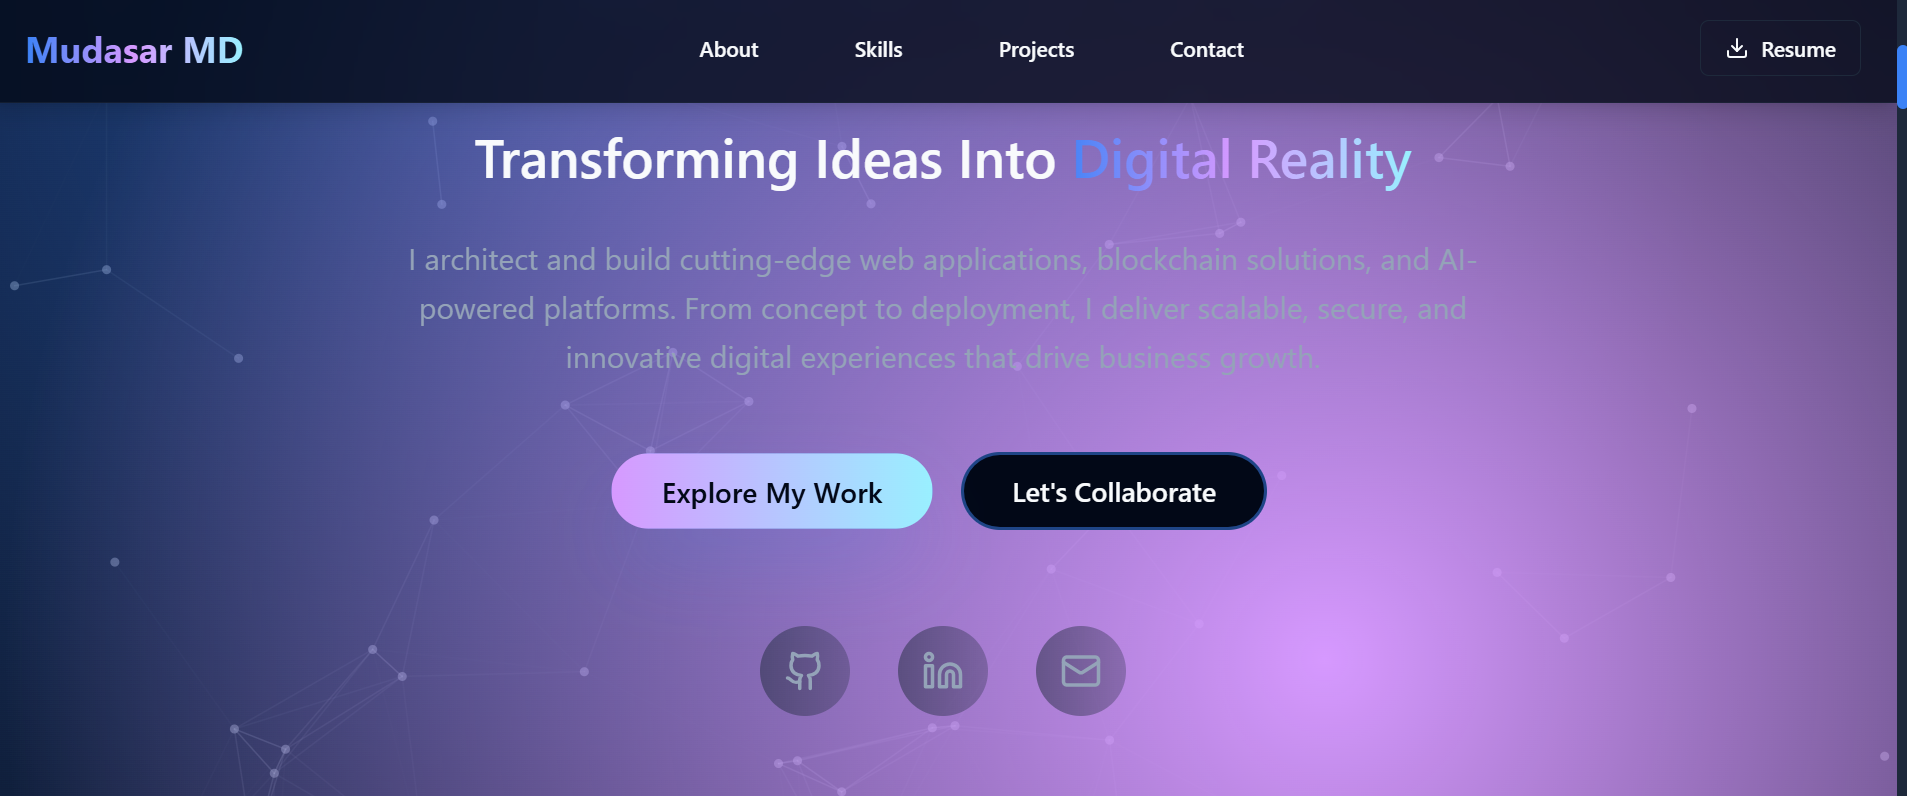 Mudasar MD
About
Skills
Projects
Contact
Resume
Transforming Ideas Into Digital Reality
I architect and build cutting-edge web applications, blockchain solutions, and AI-
powered platforms. From concept to deployment, I deliver scalable, secure, and
innovative digital experiences that drive business growth.
Explore My Work
Let's Collaborate